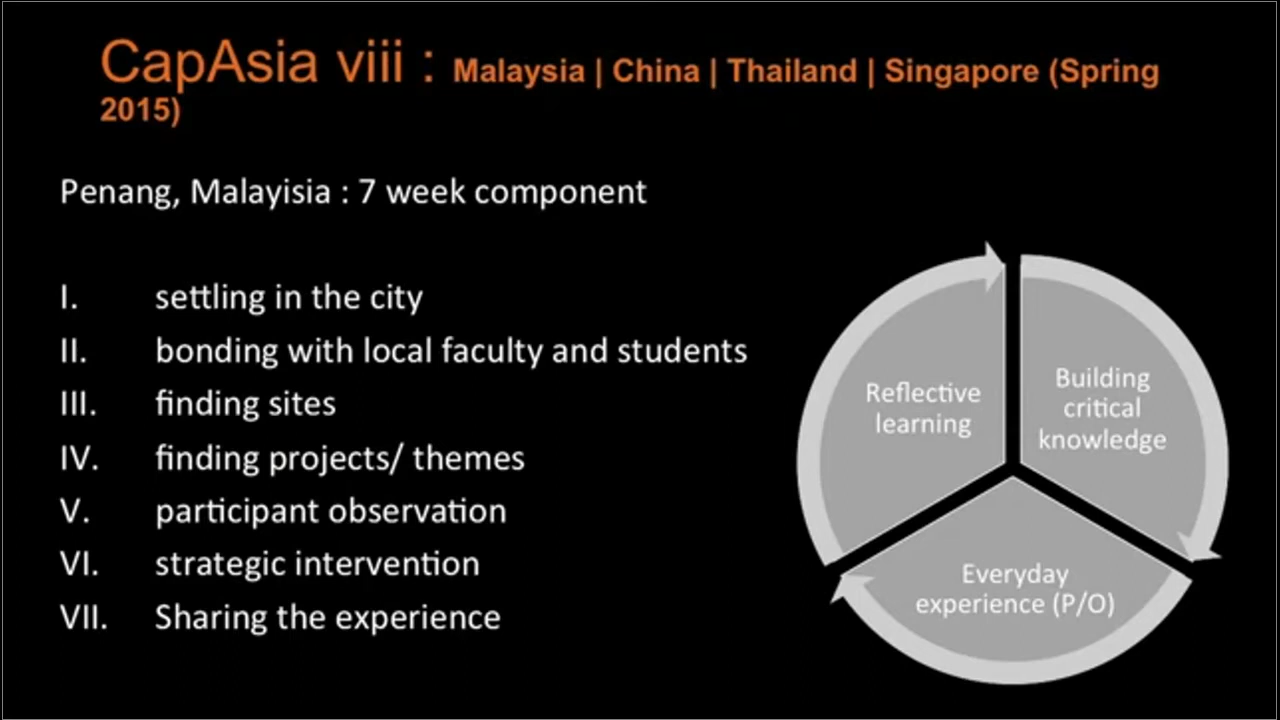 CapAsia viii : Malaysia | China | Thailand | Singapore (Spring
2015)
Penang, Malayisia : 7 week component
I. settling in the city
II. bonding with local faculty and students
III. finding sites
IV. finding projects/ themes
V. participant observation
VI. strategic intervention
VII. Sharing the experience
Reflective
learning
Building
critical
knowledge
Everyday
experience (P/O)